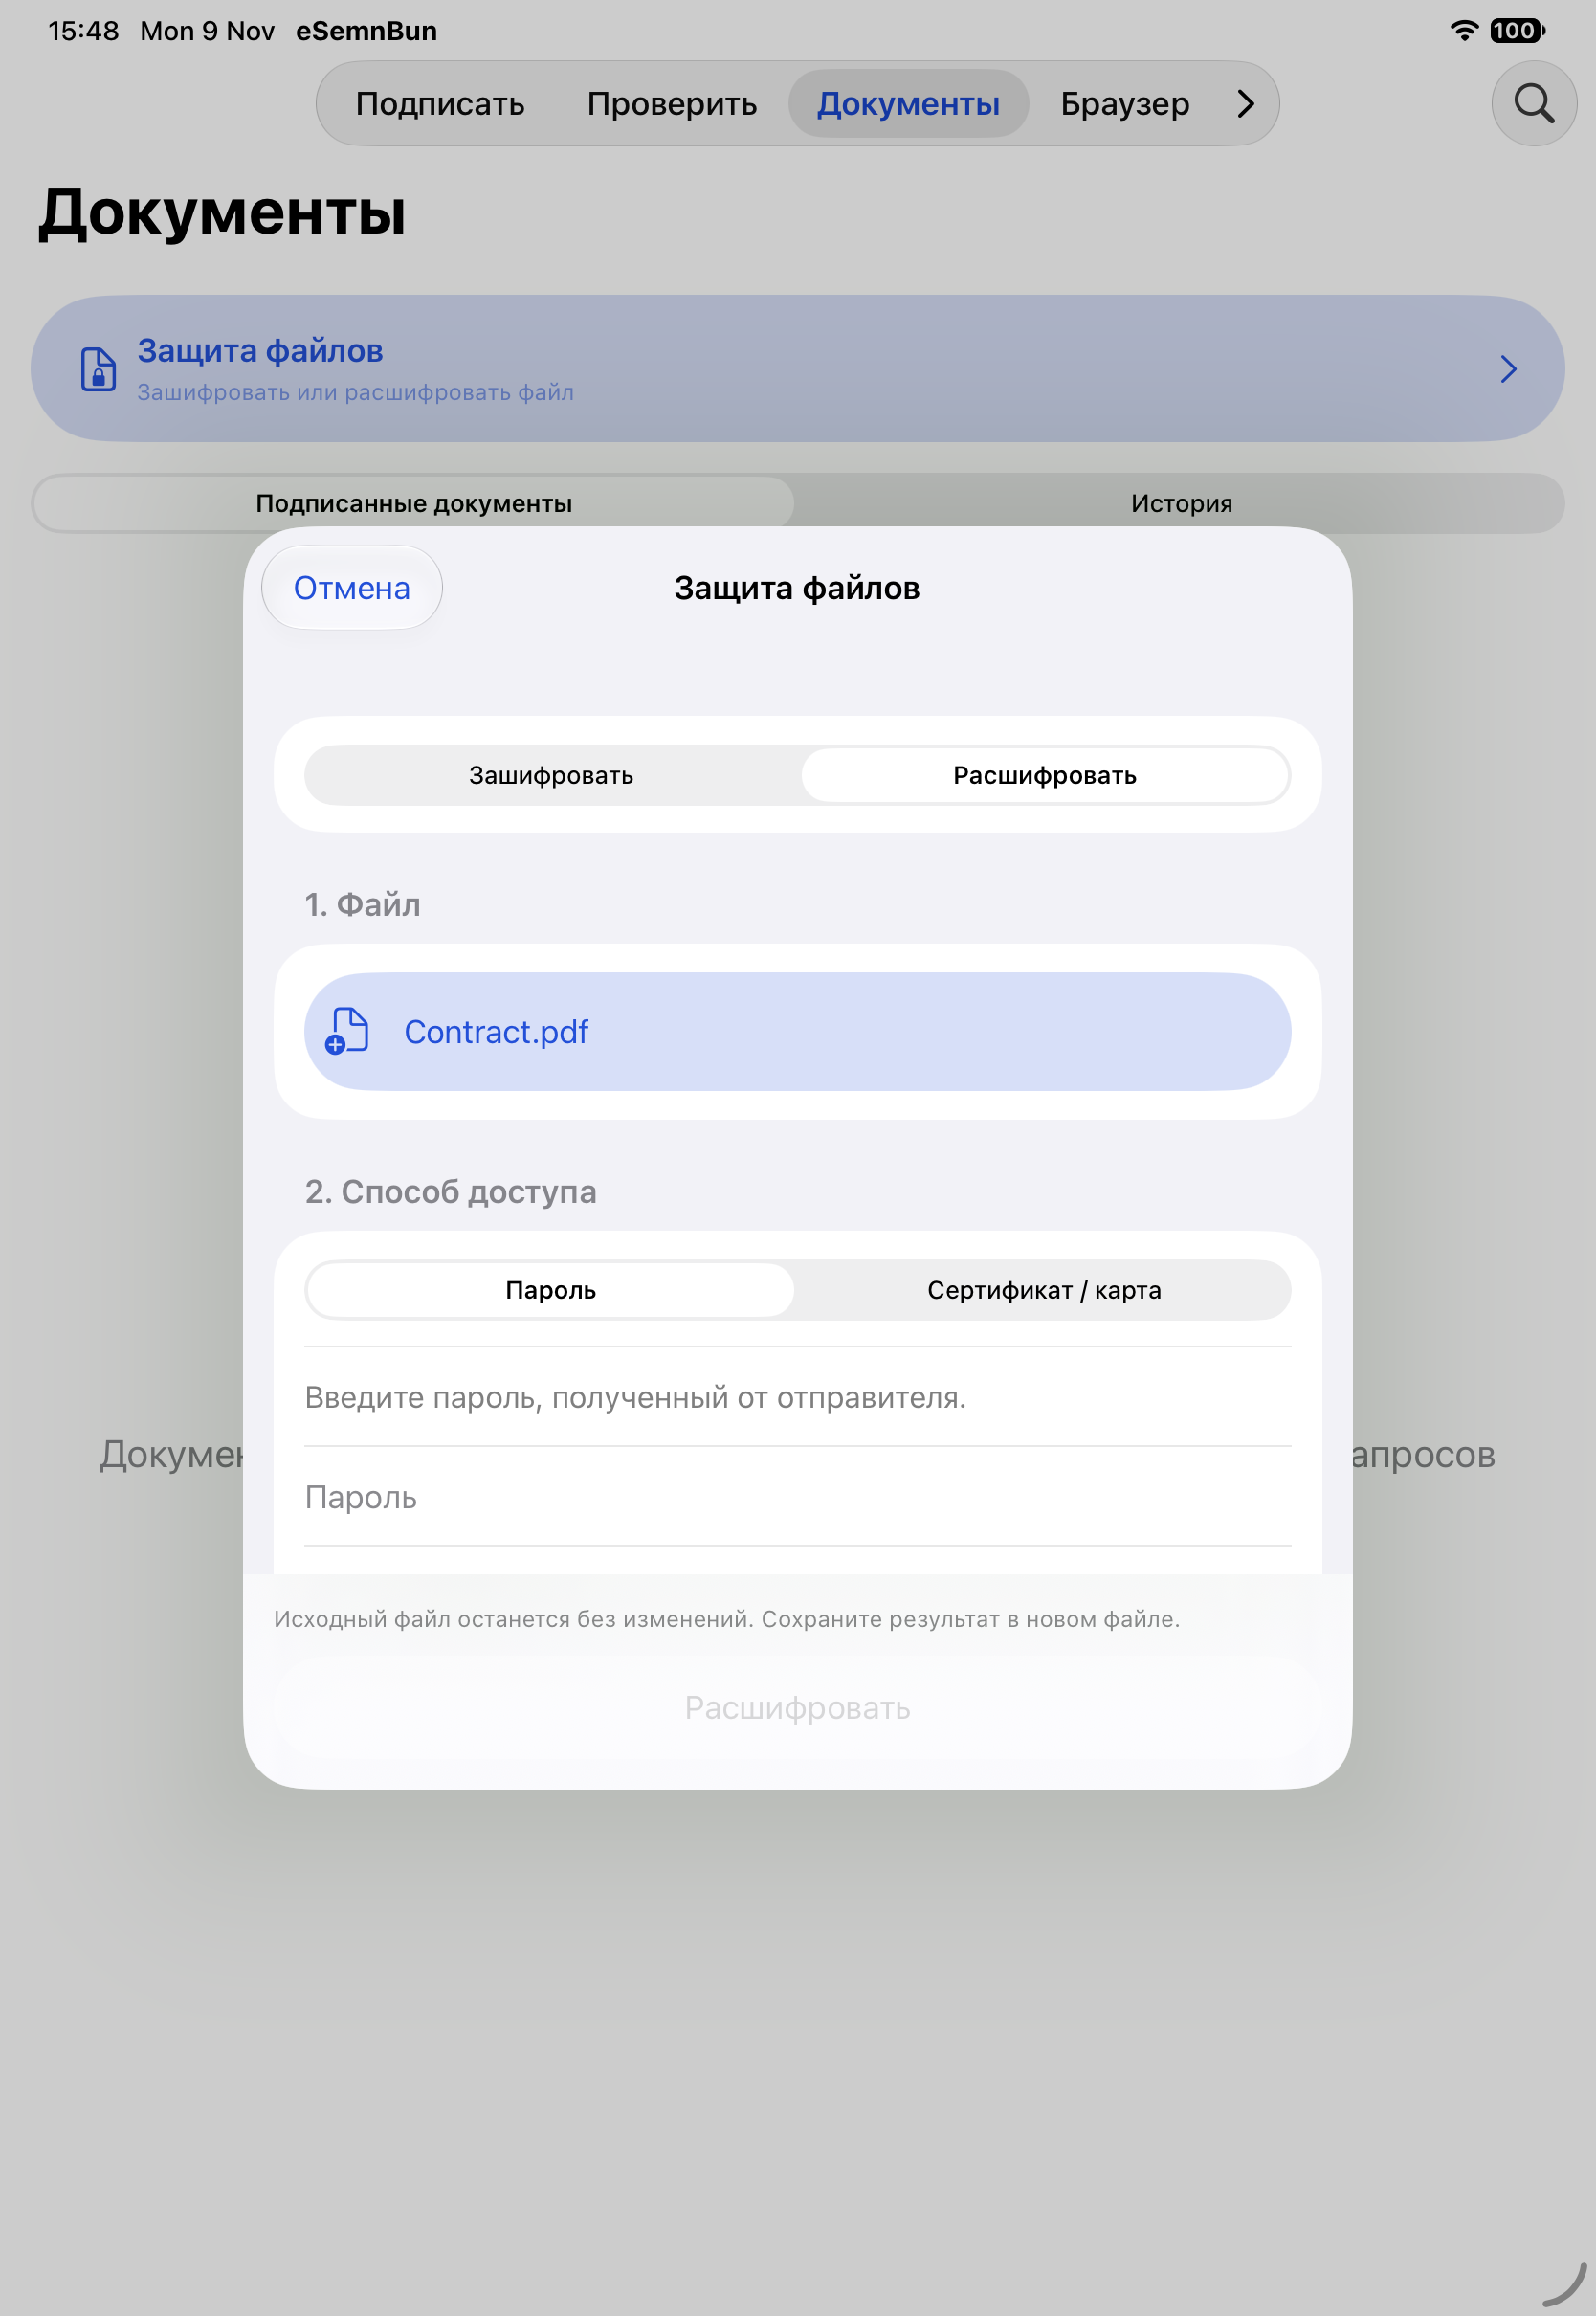 15:48 Mon 9 Nov eSemnBun
100
Подписать Проверить Документы Браузер
Документы
Защита файлов
Зашифровать или расшифровать файл
Подписанные документы История
Отмена Защита файлов
Зашифровать Расшифровать
1. Файл
Contract.pdf
2. Способ доступа
Пароль Сертификат / карта
Введите пароль, полученный от отправителя.
Пароль
Исходный файл останется без изменений. Сохраните результат в новом файле.
Расшифровать